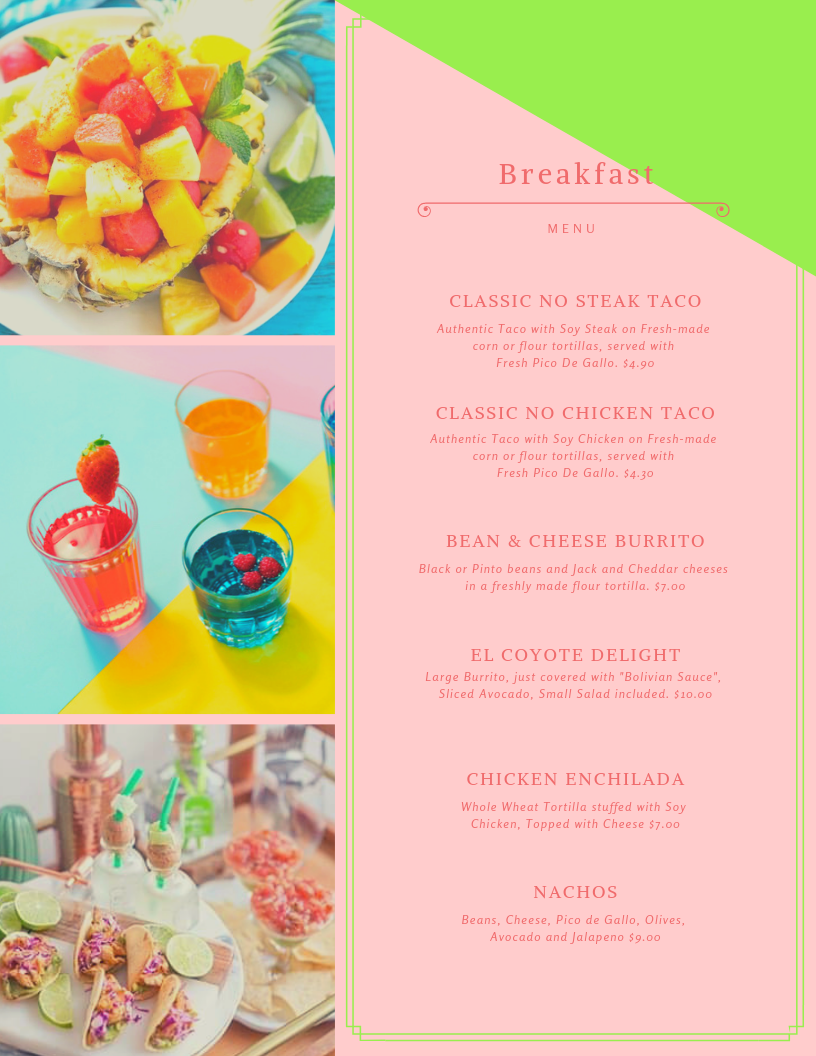 Breakfast
MENU
CLASSIC NO STEAK TACO
Authentic Taco with Soy Steak on Fresh-made
corn or flour tortillas, served with
Fresh Pico De Gallo. $4.90
CLASSIC NO CHICKEN TACO
Authentic Taco with Soy Chicken on Fresh-made
corn or flour tortillas, served with
Fresh Pico De Gallo. $4.30
BEAN & CHEESE BURRITO
Black or Pinto beans and Jack and Cheddar cheeses
in a freshly made flour tortilla. $7.00
EL COYOTE DELIGHT
Large Burrito, just covered with "Bolivian Sauce",
Sliced Avocado, Small Salad included. $10.00
CHICKEN ENCHILADA
Whole Wheat Tortilla stuffed with Soy
Chicken, Topped with Cheese $7.00
NACHOS
Beans, Cheese, Pico de Gallo, Olives,
Avocado and Jalapeno $9.00